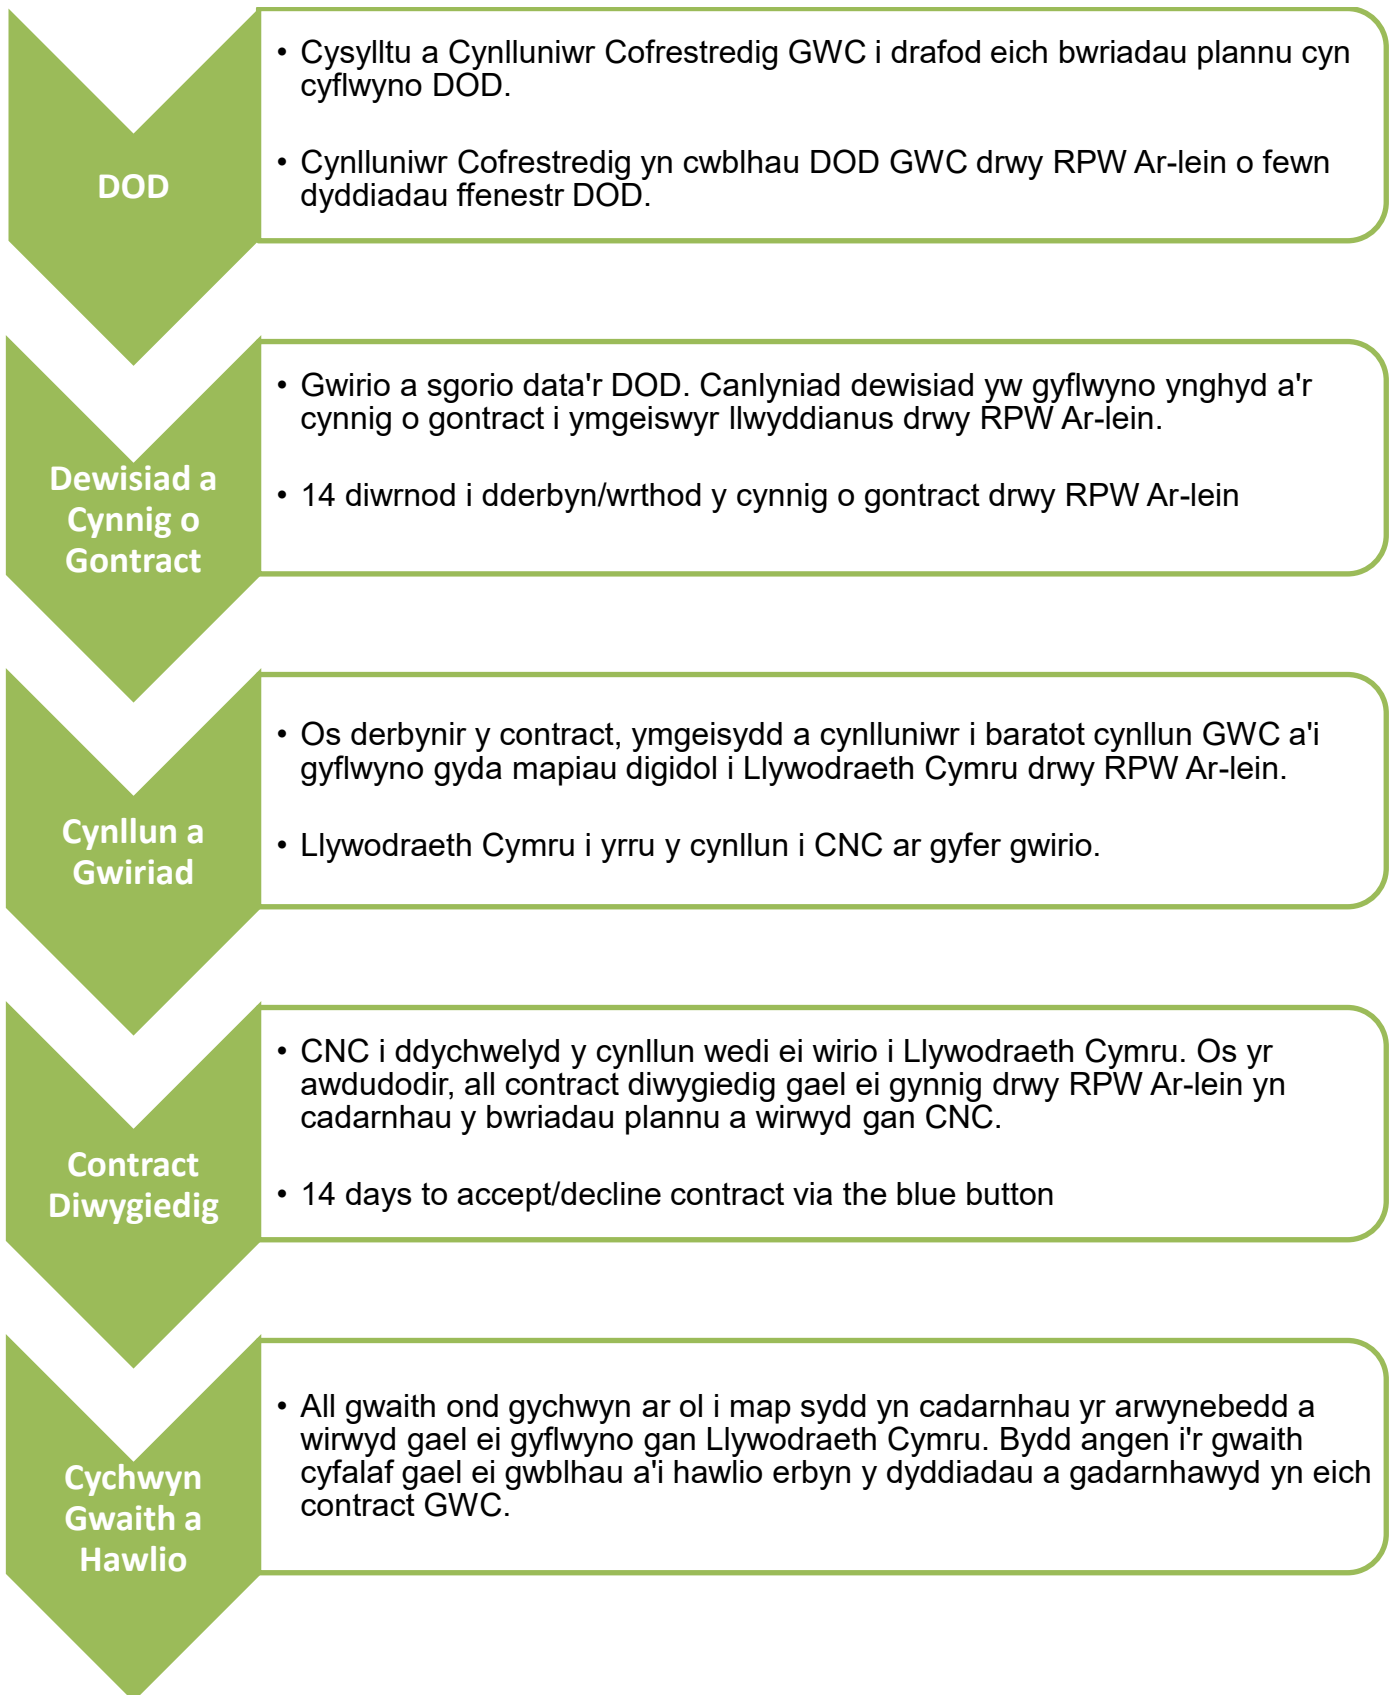 DOD
• Cysylltu a Cynlluniwr Cofrestredig GWC i drafod eich bwriadau plannu cyn
cyflwyno DOD.
• Cynlluniwr Cofrestredig yn cwblhau DOD GWC drwy RPW Ar-lein o fewn
dyddiadau ffenestr DOD.
Dewisiad a
Cynnig o
Gontract
• Gwirio a sgorio data'r DOD. Canlyniad dewisiad yw gyflwyno ynghyd a'r
cynnig o gontract i ymgeiswyr llwyddianus drwy RPW Ar-lein.
• 14 diwrnod i dderbyn/wrthod y cynnig o gontract drwy RPW Ar-lein
Cynllun a
Gwiriad
• Os derbynir y contract, ymgeisydd a cynlluniwr i baratot cynllun GWC a'i
gyflwyno gyda mapiau digidol i Llywodraeth Cymru drwy RPW Ar-lein.
• Llywodraeth Cymru i yrru y cynllun i CNC ar gyfer gwirio.
Contract
Diwygiedig
• CNC i ddychwelyd y cynllun wedi ei wirio i Llywodraeth Cymru. Os yr
awdudodir, all contract diwygiedig gael ei gynnig drwy RPW Ar-lein yn
cadarnhau y bwriadau plannu a wirwyd gan CNC.
• 14 days to accept/decline contract via the blue button
Cychwyn
Gwaith a
Hawlio
• All gwaith ond gychwyn ar ol i map sydd yn cadarnhau yr arwynebedd a
wirwyd gael ei gyflwyno gan Llywodraeth Cymru. Bydd angen i'r gwaith
cyfalaf gael ei gwblhau a'i hawlio erbyn y dyddiadau a gadarnhawyd yn eich
contract GWC.